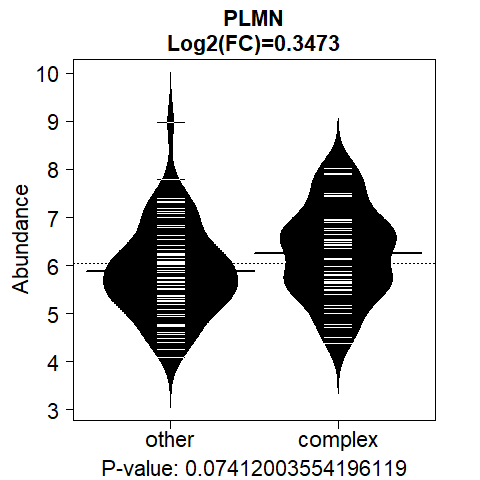 PLMN
Log2(FC)=0.3473
Abundance
10
9
8
7
6
5
4
3
other complex
P-value: 0.07412003554196119